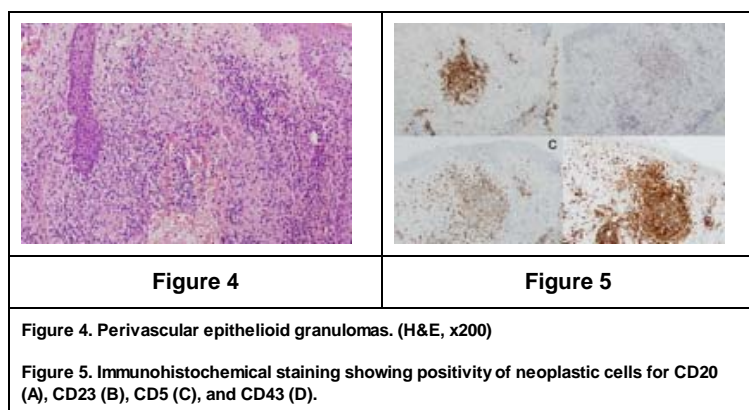 C
Figure 4
Figure 5
Figure 4. Perivascular epithelioid granulomas. (H&E, x200)
Figure 5. Immunohistochemical staining showing positivity of neoplastic cells for CD20
(A), CD23 (B), CD5 (C), and CD43 (D).